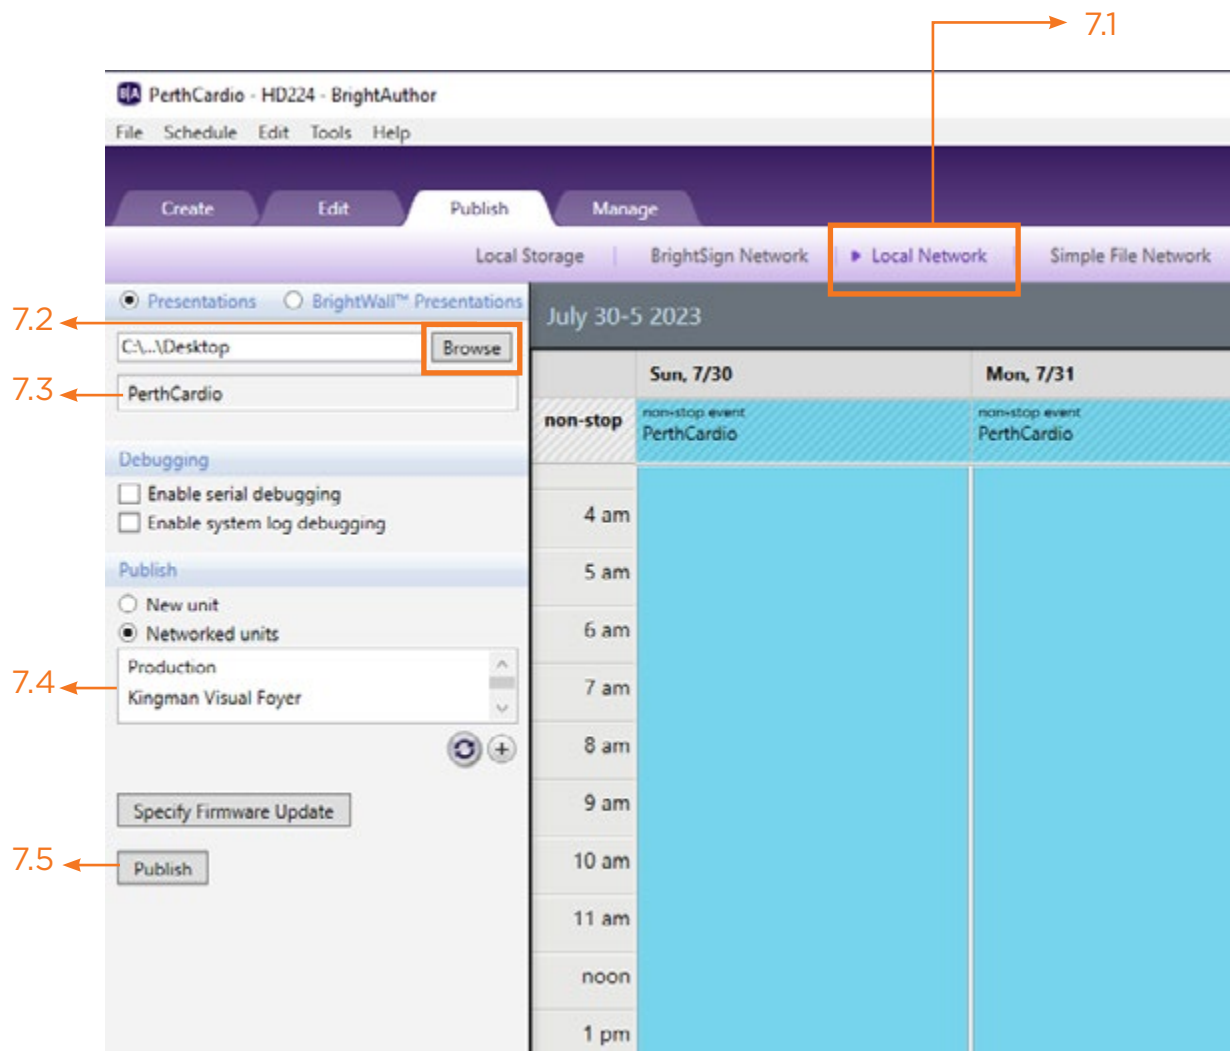 7.1
PerthCardio - HD224 - BrightAuthor
File Schedule Edit Tools Help
Create Edit Publish Manage
Local Storage BrightSign Network Local Network Simple File Network
Presentations BrightWall™ Presentations
July 30-5 2023
7.2
C:\...\Desktop Browse
7.3
PerthCardio
Sun, 7/30 Mon, 7/31
non-stop
non-stop event
PerthCardio
non-stop event
PerthCardio
Debugging
Enable serial debugging
Enable system log debugging
Publish
New unit
Networked units
7.4
Production
Kingman Visual Foyer
Specify Firmware Update
7.5
Publish
4 am
5 am
6 am
7 am
8 am
9 am
10 am
11 am
noon
1 pm